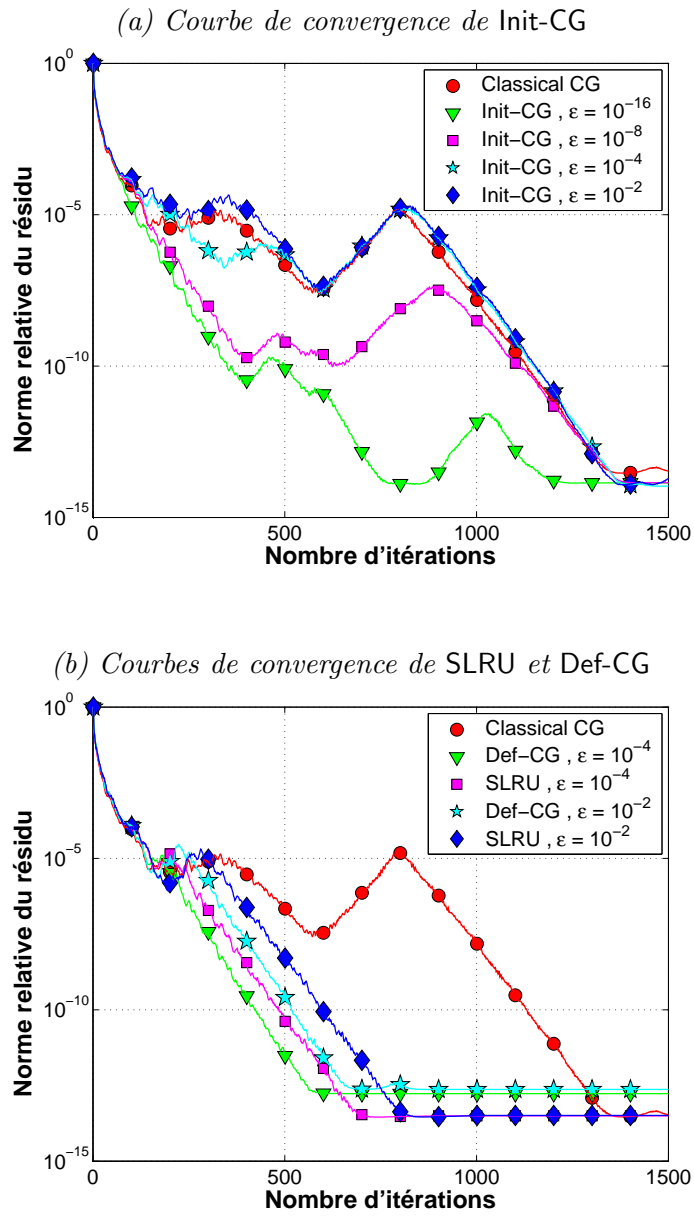 (a) Courbe de convergence de Init-CG
10^0
10^-5
10^-10
10^-15
Norme relative du résidu
Classical CG
Init−CG , ε = 10^-16
Init−CG , ε = 10^-8
Init−CG , ε = 10^-4
Init−CG , ε = 10^-2
0 500 1000 1500
Nombre d'itérations
(b) Courbes de convergence de SLRU et Def-CG
10^0
10^-5
10^-10
10^-15
Norme relative du résidu
Classical CG
Def−CG , ε = 10^-4
SLRU , ε = 10^-4
Def−CG , ε = 10^-2
SLRU , ε = 10^-2
0 500 1000 1500
Nombre d'itérations